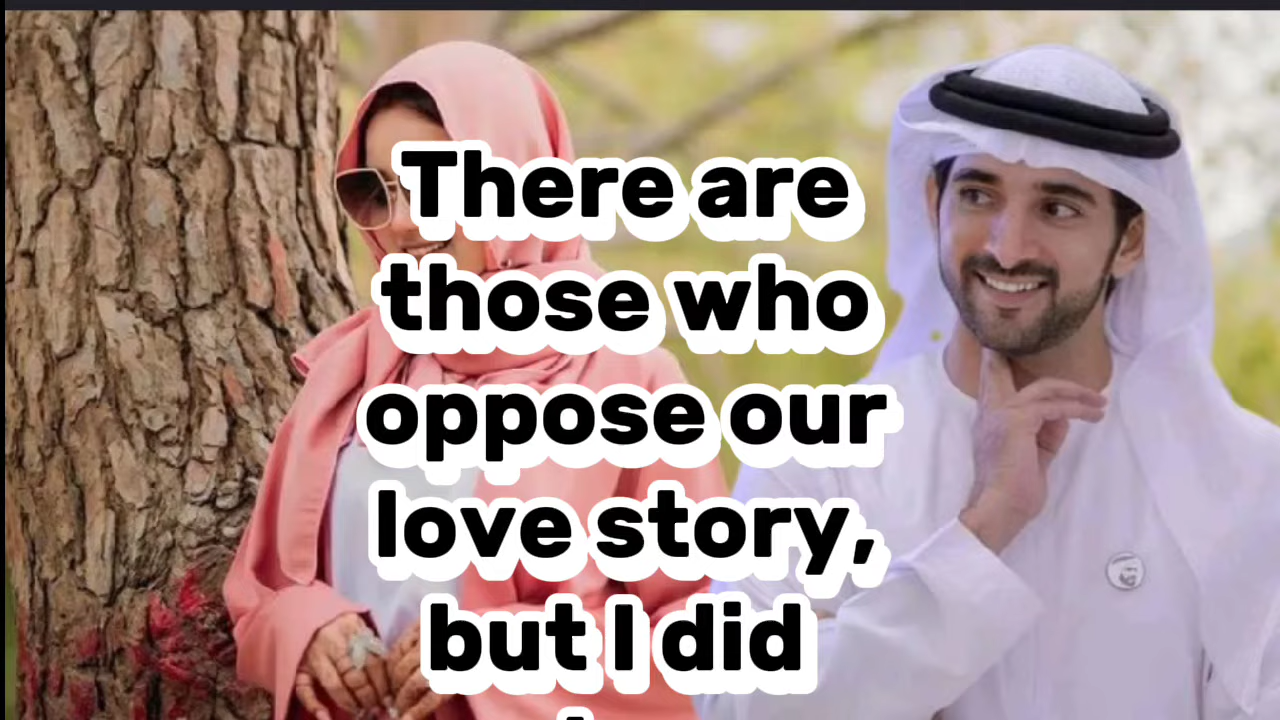 There are
those who
oppose our
love story,
but I did